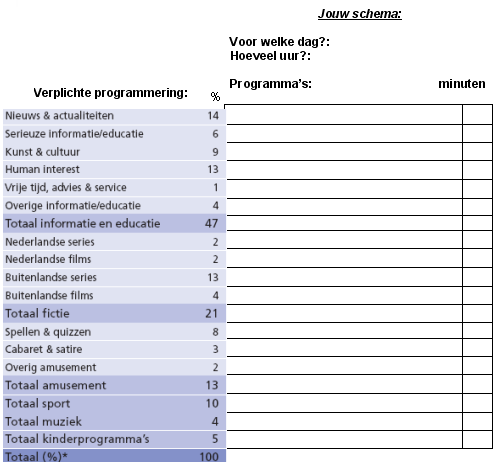 Jouw schema:
Voor welke dag?:
Hoeveel uur?:
Programma's: minuten
Verplichte programmering: %
Nieuws & actualiteiten 14
Serieuze informatie/educatie 6
Kunst & cultuur 9
Human interest 13
Vrije tijd, advies & service 1
Overige informatie/educatie 4
Totaal informatie en educatie 47
Nederlandse series 2
Nederlandse films 2
Buitenlandse series 13
Buitenlandse films 4
Totaal fictie 21
Spellen & quizzen 8
Cabaret & satire 3
Overig amusement 2
Totaal amusement 13
Totaal sport 10
Totaal muziek 4
Totaal kinderprogramma's 5
Totaal (%)* 100